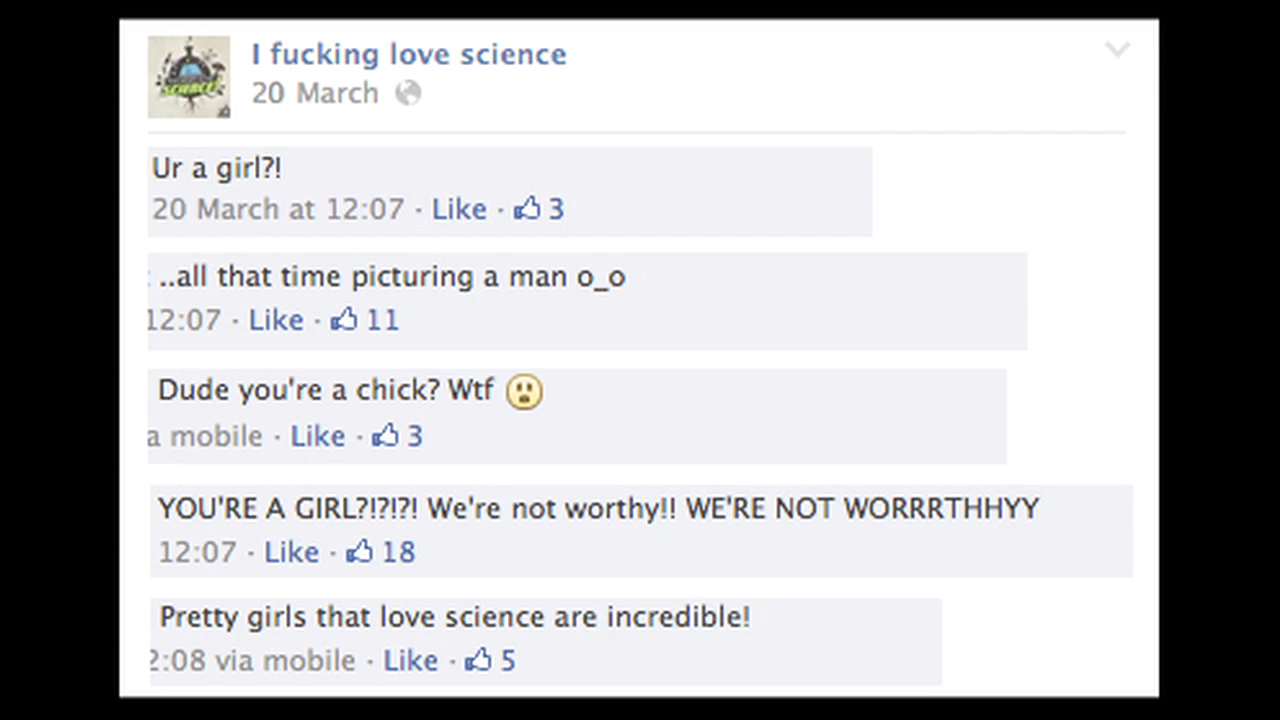 I fucking love science
20 March
Ur a girl?!
20 March at 12:07 · Like · 3
..all that time picturing a man o_o
12:07 · Like · 11
Dude you're a chick? Wtf
a mobile · Like · 3
YOU'RE A GIRL?!?!?! We're not worthy!! WE'RE NOT WORRRTHHYY
12:07 · Like · 18
Pretty girls that love science are incredible!
2:08 via mobile · Like · 5